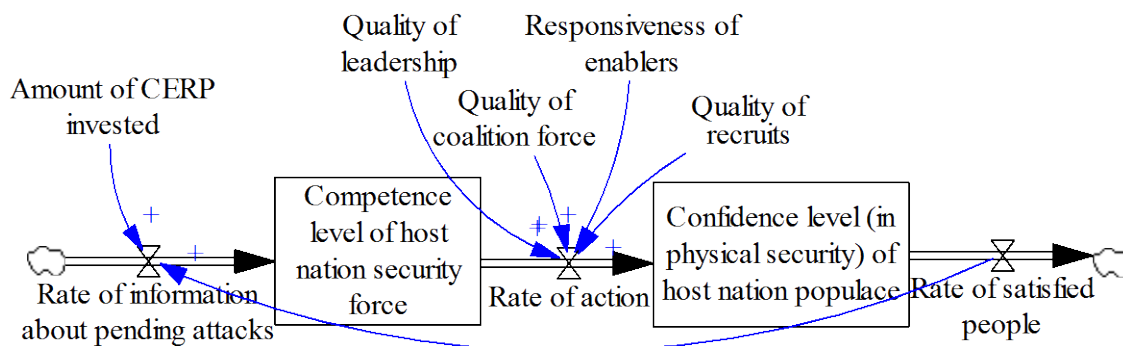 Quality of
leadership
Responsiveness of
enablers
Amount of CERP
invested
Quality of
coalition force
Quality of
recruits
+
+
+
+
+
+
Competence
level of host
nation security
force
Confidence level (in
physical security) of
host nation populace
Rate of information
about pending attacks
Rate of action
Rate of satisfied
people